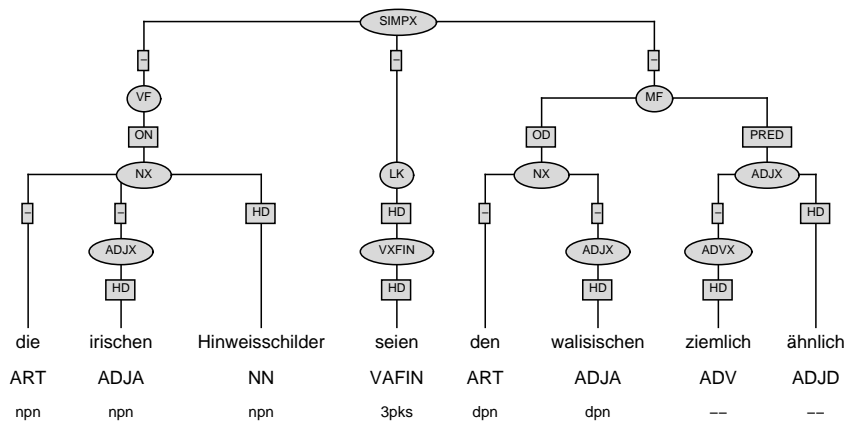 SIMPX
– – –
VF MF
ON OD PRED
NX LK NX ADJX
– – HD HD – – – HD
ADJX VXFIN ADJX ADVX
HD HD HD HD
die irischen Hinweisschilder seien den walisischen ziemlich ähnlich
ART ADJA NN VAFIN ART ADJA ADV ADJD
npn npn npn 3pks dpn dpn –– ––